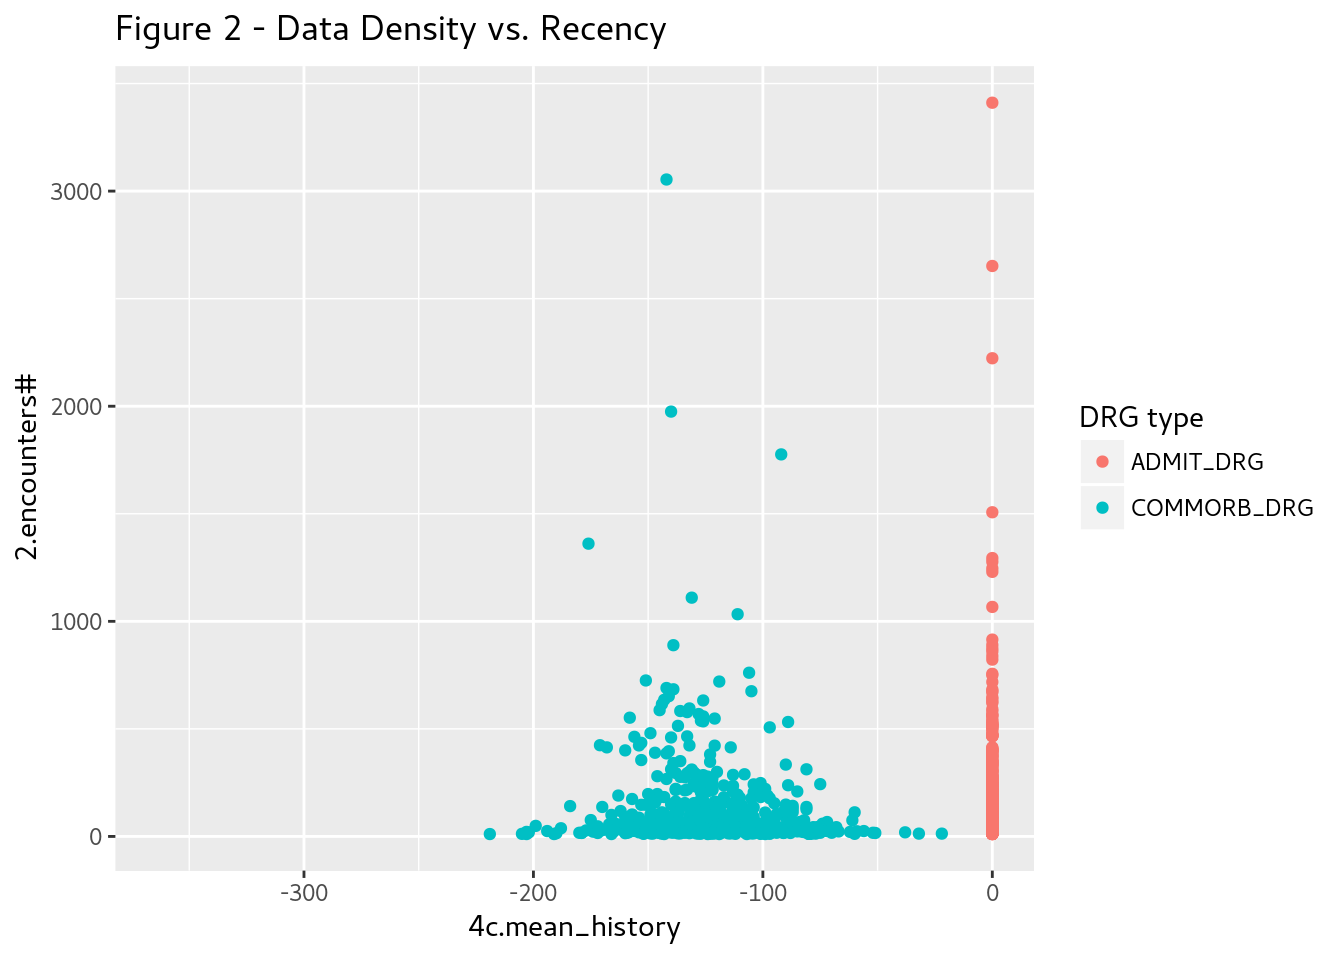 Figure 2 - Data Density vs. Recency
3000
2000
1000
0
2.encounters#
-300
-200
-100
0
4c.mean_history
DRG type
ADMIT_DRG
COMMORB_DRG